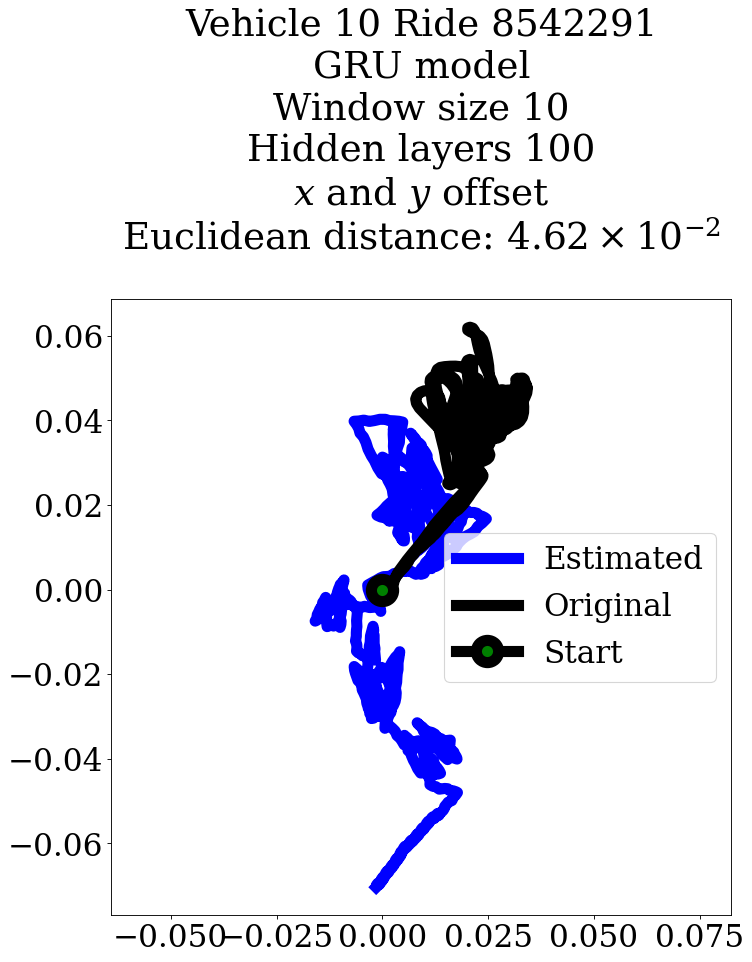 Vehicle 10 Ride 8542291
GRU model
Window size 10
Hidden layers 100
x and y offset
Euclidean distance: 4.62 × 10⁻²
0.06
0.04
0.02
0.00
−0.02
−0.04
−0.06
Estimated
Original
Start
−0.050 −0.025 0.000 0.025 0.050 0.075